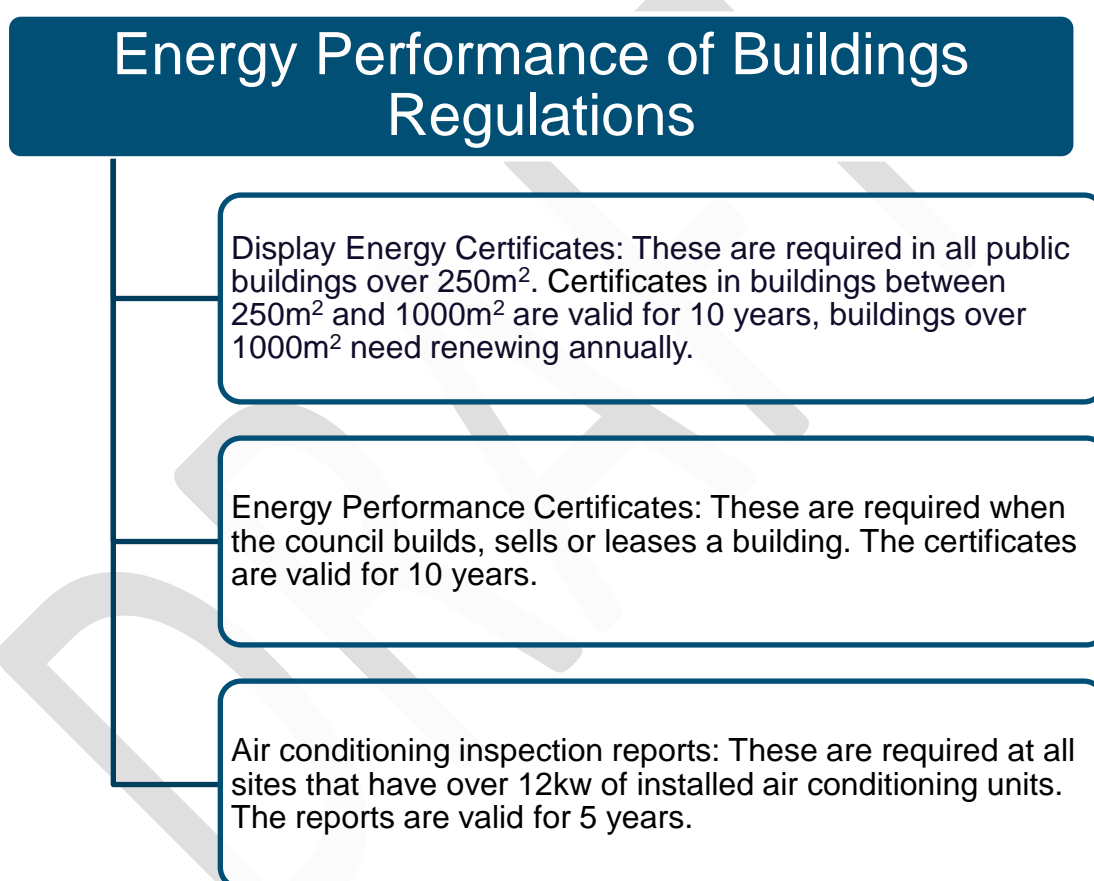 Energy Performance of Buildings
Regulations
Display Energy Certificates: These are required in all public
buildings over 250m². Certificates in buildings between
250m² and 1000m² are valid for 10 years, buildings over
1000m² need renewing annually.
Energy Performance Certificates: These are required when
the council builds, sells or leases a building. The certificates
are valid for 10 years.
Air conditioning inspection reports: These are required at all
sites that have over 12kw of installed air conditioning units.
The reports are valid for 5 years.
DRAFT